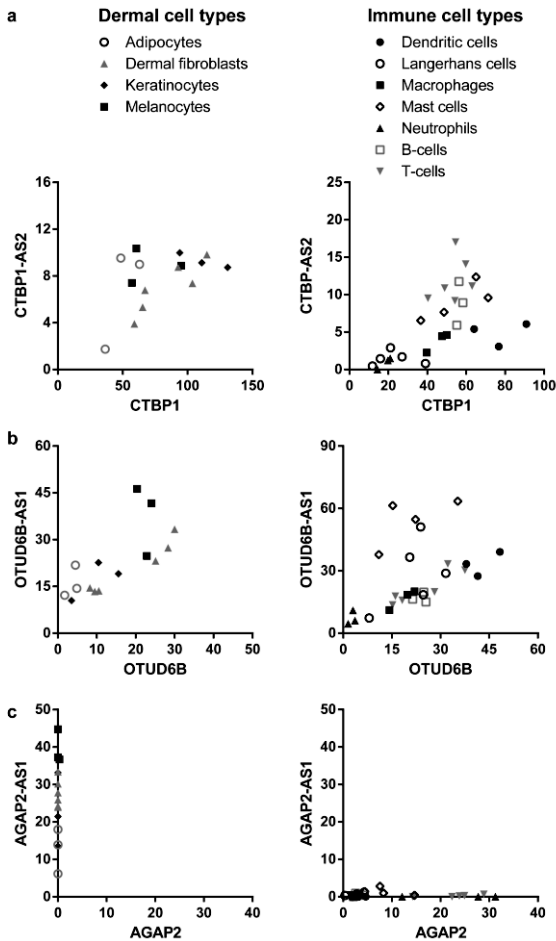 a
Dermal cell types
Adipocytes
Dermal fibroblasts
Keratinocytes
Melanocytes
Immune cell types
Dendritic cells
Langerhans cells
Macrophages
Mast cells
Neutrophils
B-cells
T-cells
CTBP1-AS2
16
12
8
4
0
0 50 100 150
CTBP1
CTBP-AS2
25
20
15
10
5
0
0 20 40 60 80 100
CTBP1
b
OTUD6B-AS1
60
45
30
15
0
0 10 20 30 40 50
OTUD6B
OTUD6B-AS1
90
60
30
0
0 15 30 45 60
OTUD6B
c
AGAP2-AS1
50
40
30
20
10
0
0 10 20 30 40
AGAP2
AGAP2-AS1
50
40
30
20
10
0
0 10 20 30 40
AGAP2